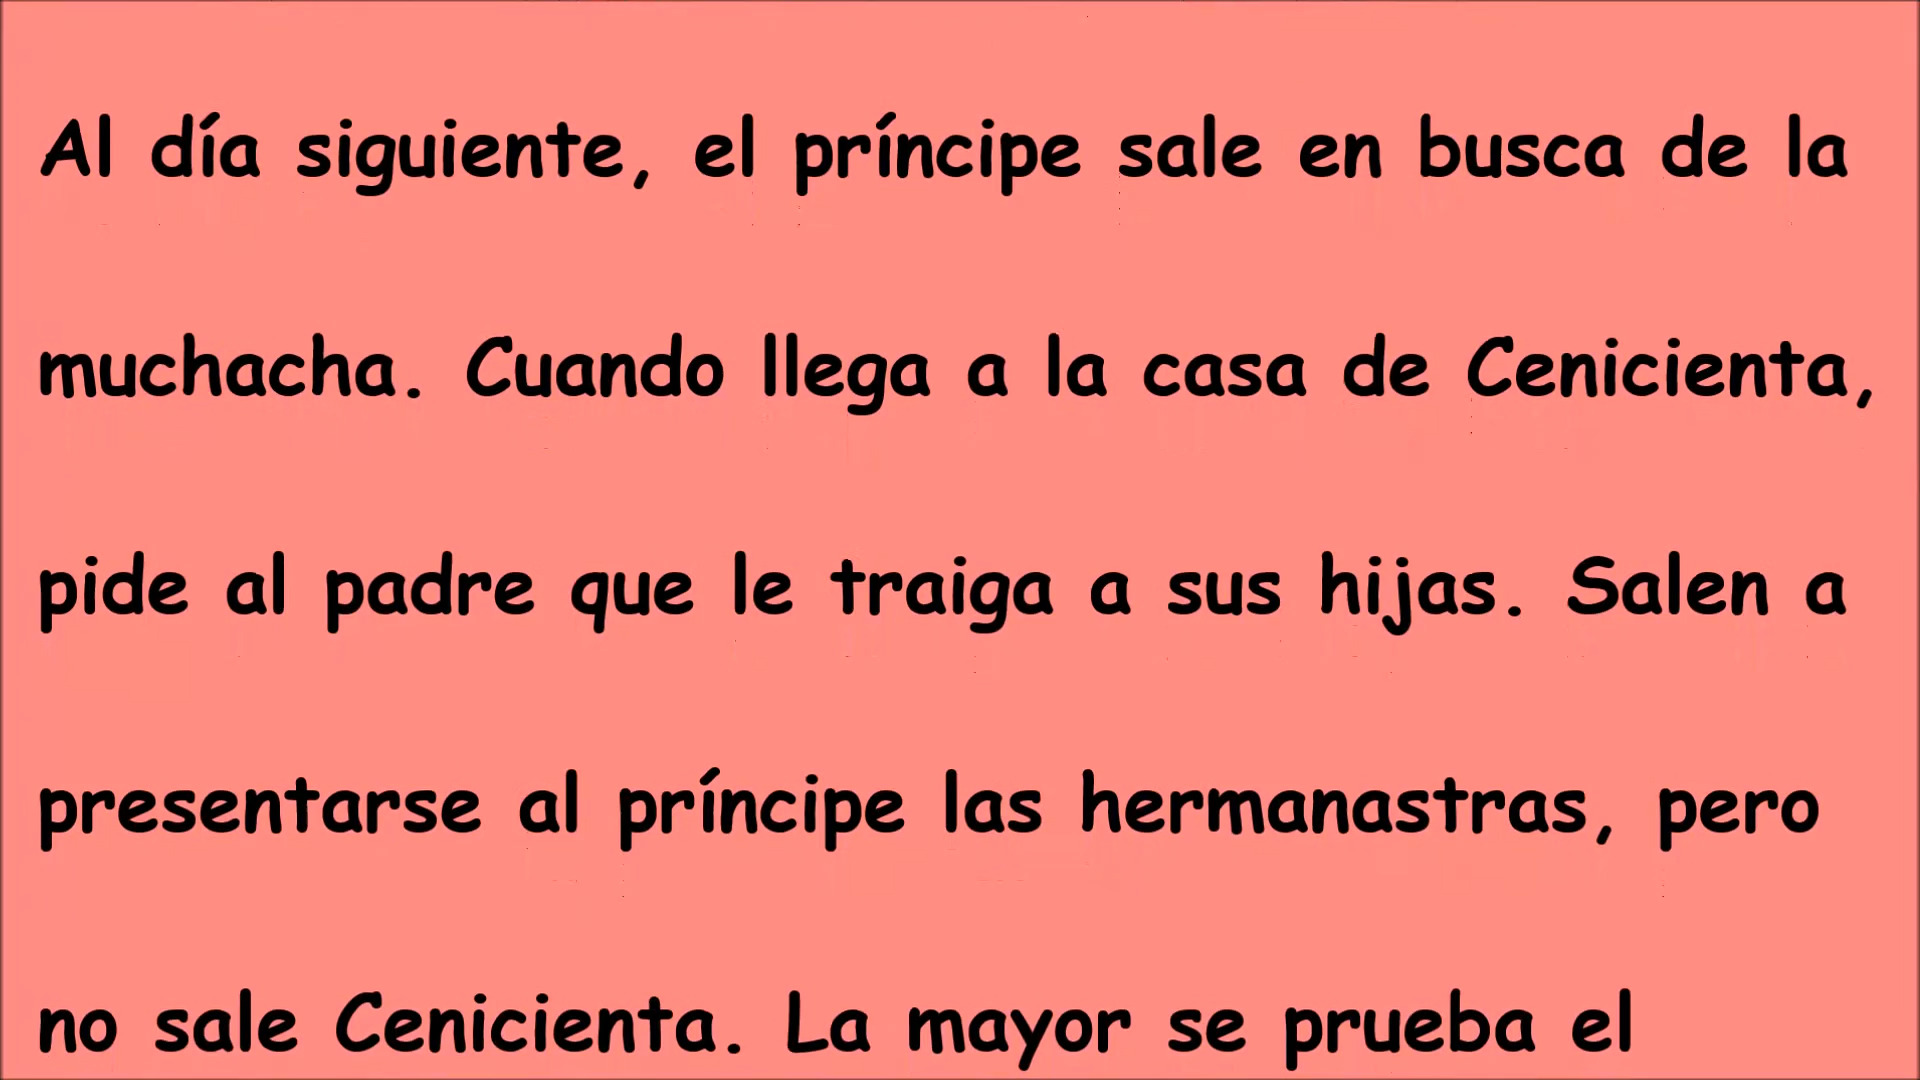 Al día siguiente, el príncipe sale en busca de la
muchacha. Cuando llega a la casa de Cenicienta,
pide al padre que le traiga a sus hijas. Salen a
presentarse al príncipe las hermanastras, pero
no sale Cenicienta. La mayor se prueba el